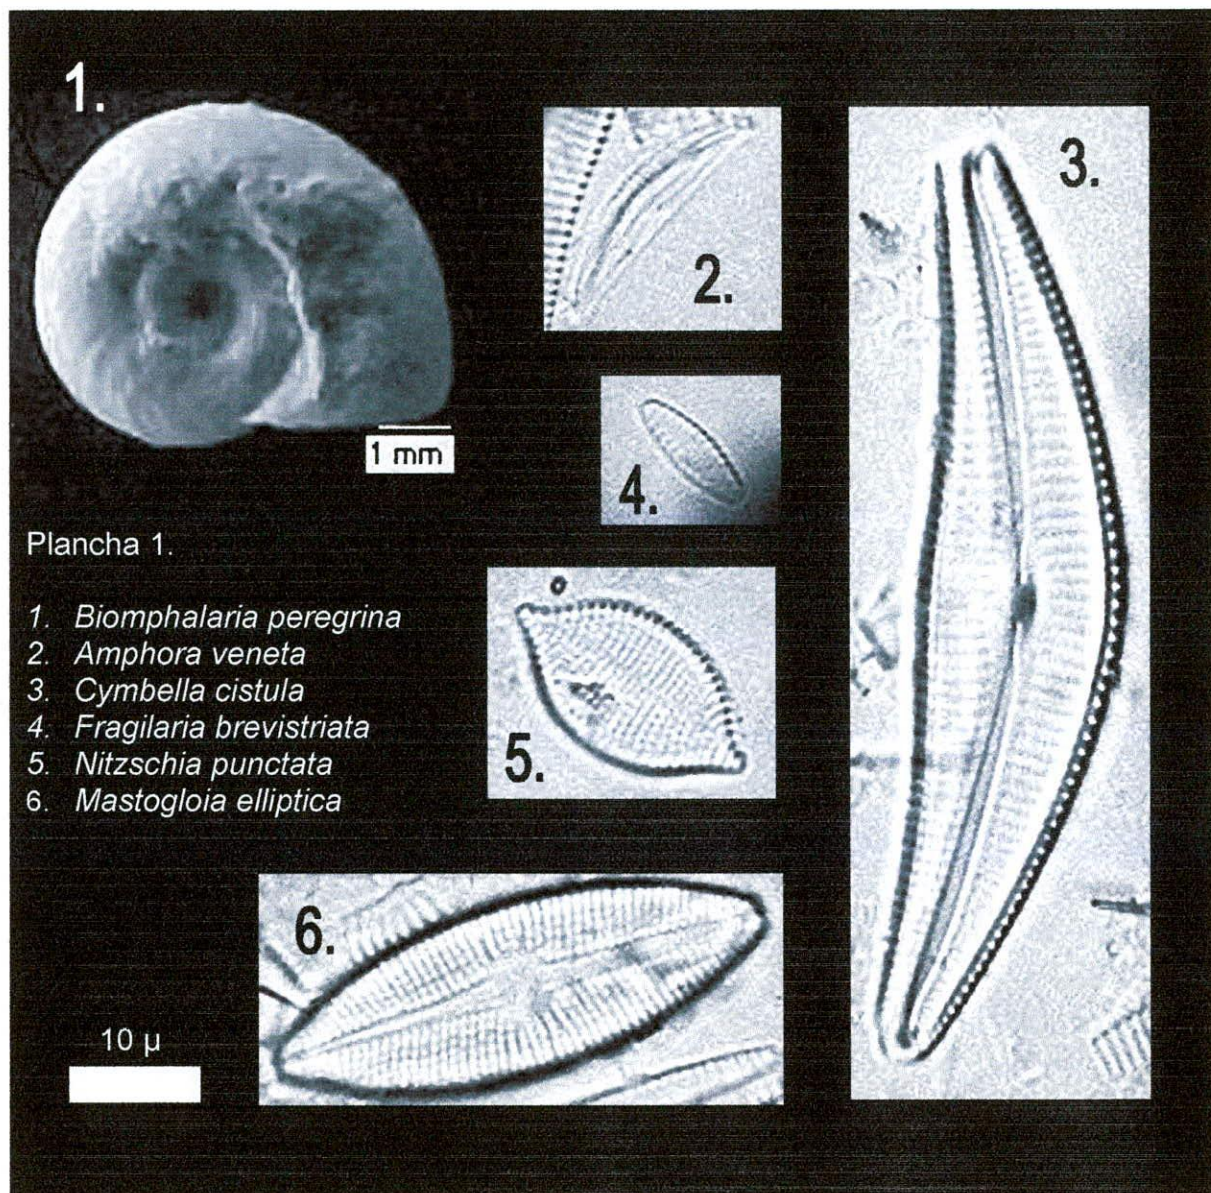 1.
2.
3.
1 mm
4.
Plancha 1.
1. Biomphalaria peregrina
2. Amphora veneta
3. Cymbella cistula
4. Fragilaria brevistriata
5. Nitzschia punctata
6. Mastogloia elliptica
5.
6.
10 µ